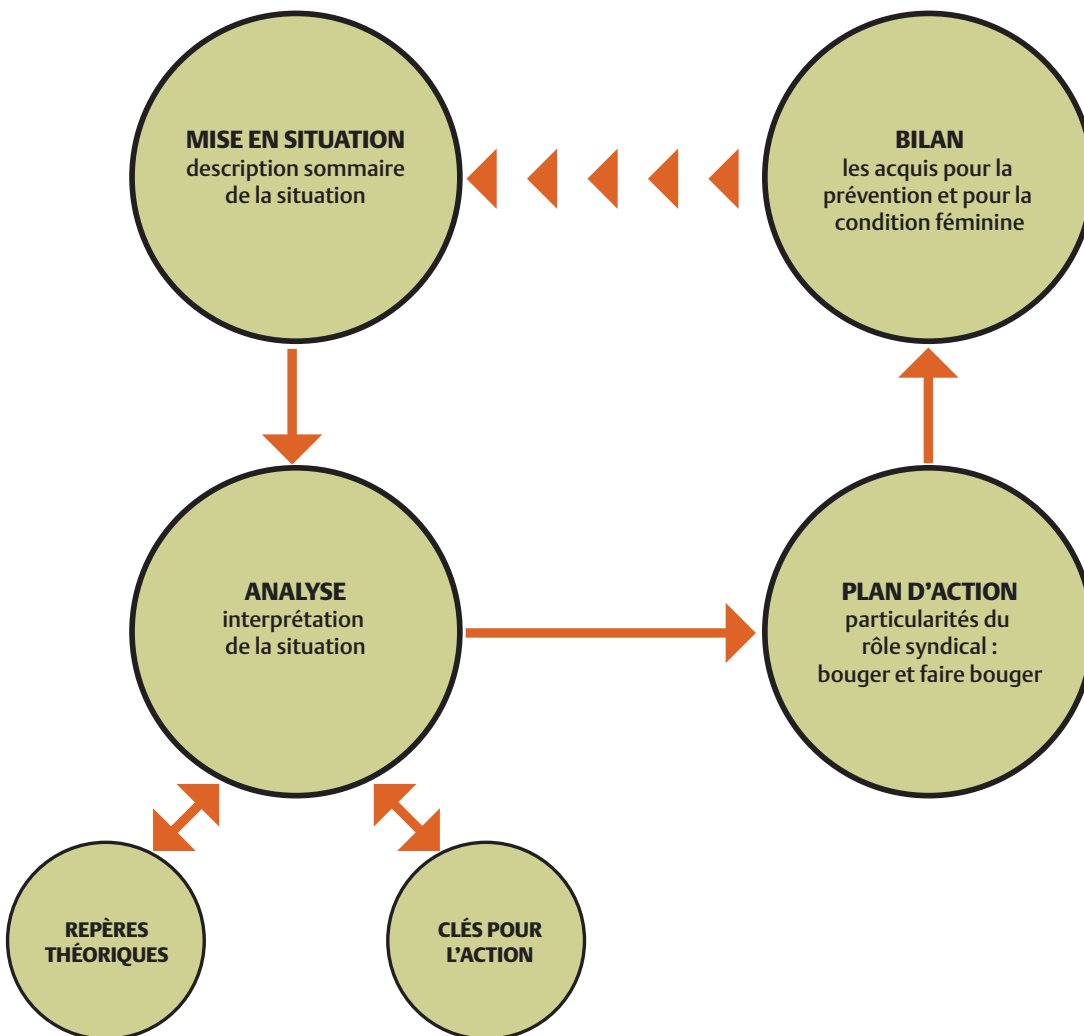 MISE EN SITUATION
description sommaire
de la situation
BILAN
les acquis pour la
prévention et pour la
condition féminine
ANALYSE
interprétation
de la situation
PLAN D'ACTION
particularités du
rôle syndical :
bouger et faire bouger
REPÈRES
THÉORIQUES
CLÉS POUR
L'ACTION